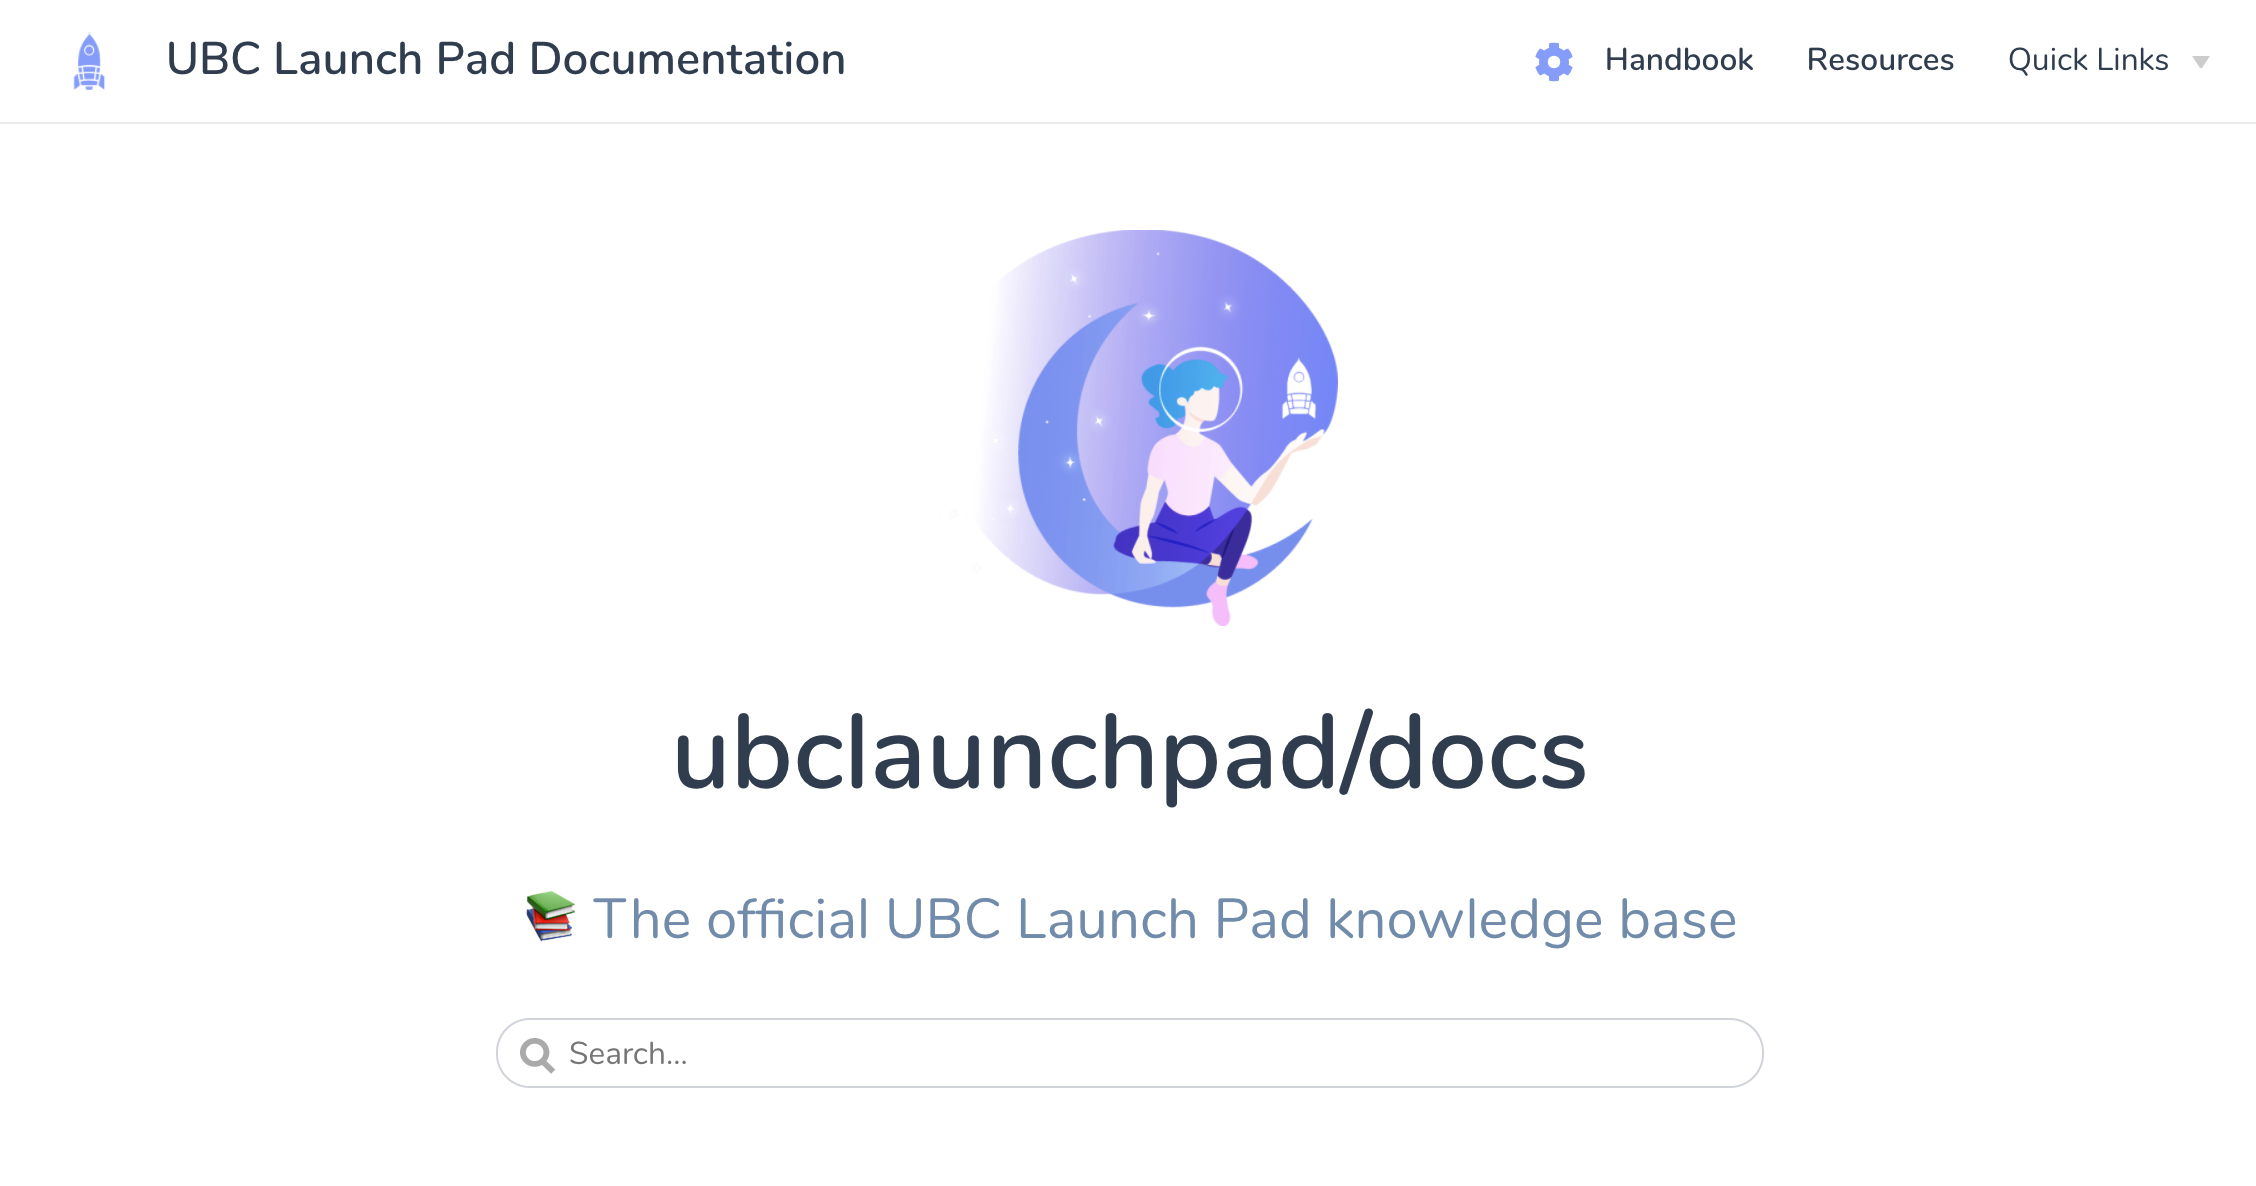 UBC Launch Pad Documentation
Handbook Resources Quick Links
ubclaunchpad/docs
📚 The official UBC Launch Pad knowledge base
Search...